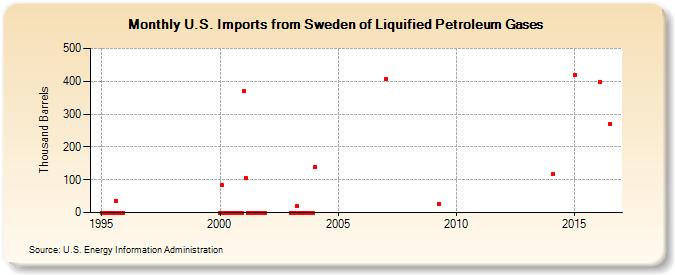 Monthly U.S. Imports from Sweden of Liquified Petroleum Gases
Thousand Barrels
500
400
300
200
100
0
1995 2000 2005 2010 2015
Source: U.S. Energy Information Administration